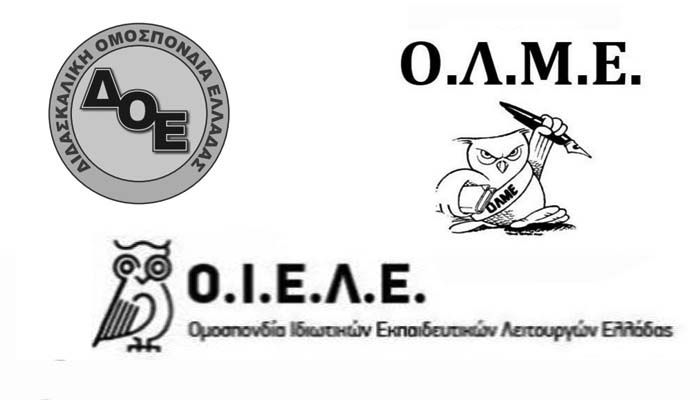 ΔΙΔΑΣΚΑΛΙΚΗ ΟΜΟΣΠΟΝΔΙΑ ΕΛΛΑΔΑΣ
ΔΟΕ
Ο.Λ.Μ.Ε.
ΟΛΜΕ
Ο.Ι.Ε.Λ.Ε.
Ομοσπονδία Ιδιωτικών Εκπαιδευτικών Λειτουργών Ελλάδας